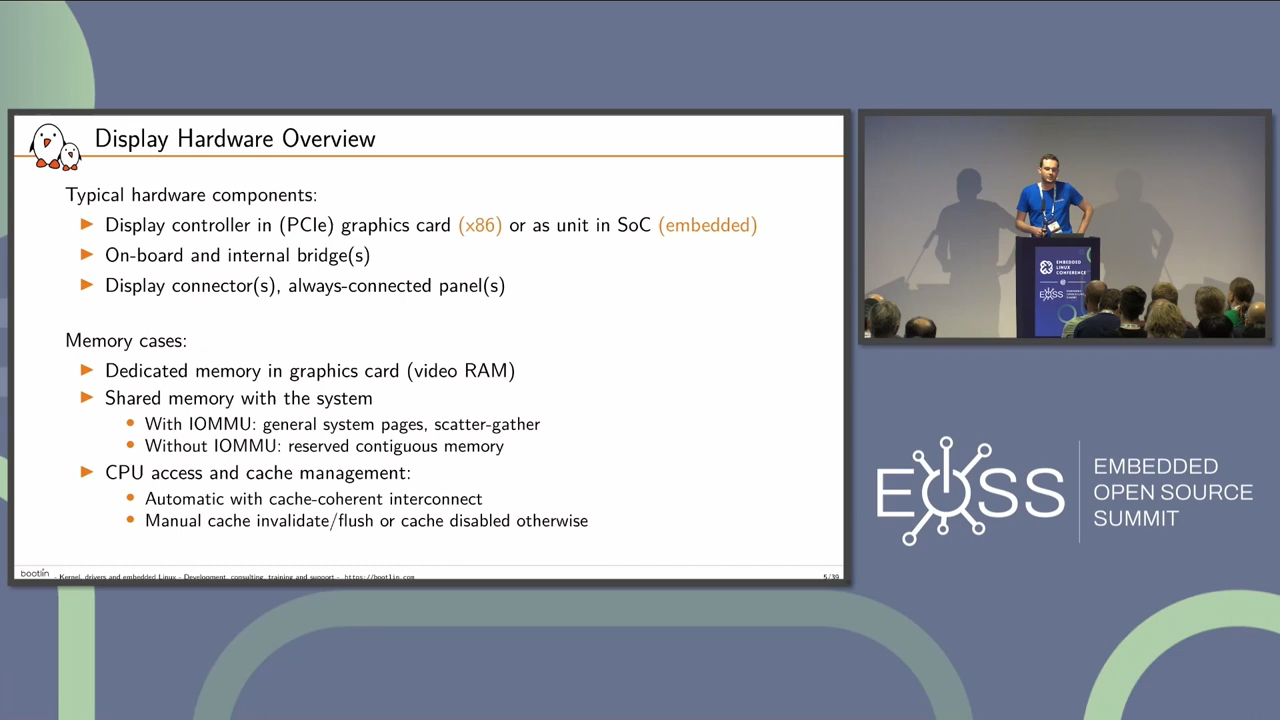 Display Hardware Overview
Typical hardware components:
Display controller in (PCIe) graphics card (x86) or as unit in SoC (embedded)
On-board and internal bridge(s)
Display connector(s), always-connected panel(s)
Memory cases:
Dedicated memory in graphics card (video RAM)
Shared memory with the system
With IOMMU: general system pages, scatter-gather
Without IOMMU: reserved contiguous memory
CPU access and cache management:
Automatic with cache-coherent interconnect
Manual cache invalidate/flush or cache disabled otherwise
bootlin - Kernel, drivers and embedded Linux - Development, consulting, training and support - https://bootlin.com
5/39
EMBEDDED
LINUX
CONFERENCE
EOSS
EOSS
EMBEDDED
OPEN SOURCE
SUMMIT